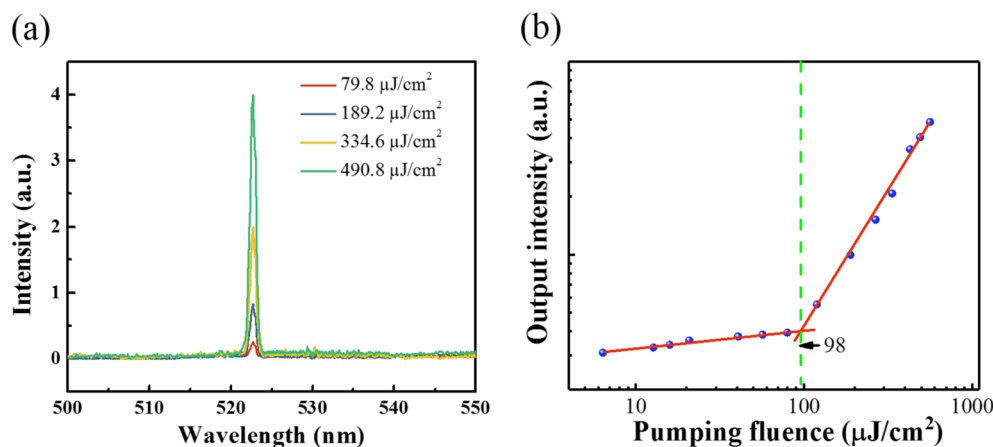 (a)
Intensity (a.u.)
4
3
2
1
0
79.8 μJ/cm²
189.2 μJ/cm²
334.6 μJ/cm²
490.8 μJ/cm²
500 510 520 530 540 550
Wavelength (nm)
(b)
Output intensity (a.u.)
98
10 100 1000
Pumping fluence (μJ/cm²)